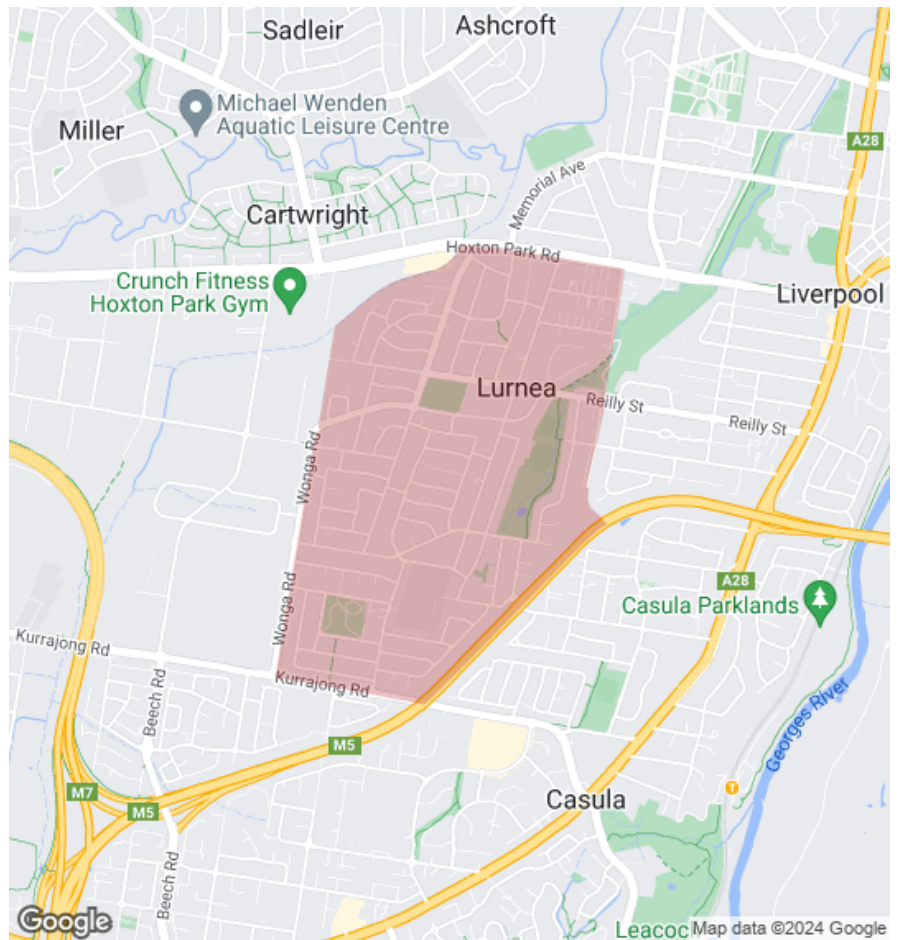 Sadleir
Ashcroft
Michael Wenden
Aquatic Leisure Centre
Miller
A28
Memorial Ave
Cartwright
Hoxton Park Rd
Crunch Fitness
Hoxton Park Gym
Liverpool
Lurnea
Reilly St
Reilly St
Wonga Rd
A28
Casula Parklands
Wonga Rd
Kurrajong Rd
Kurrajong Rd
Beech Rd
Georges River
M5
M7
M5
T
Casula
Beech Rd
Google
Leacoc
Map data ©2024 Google